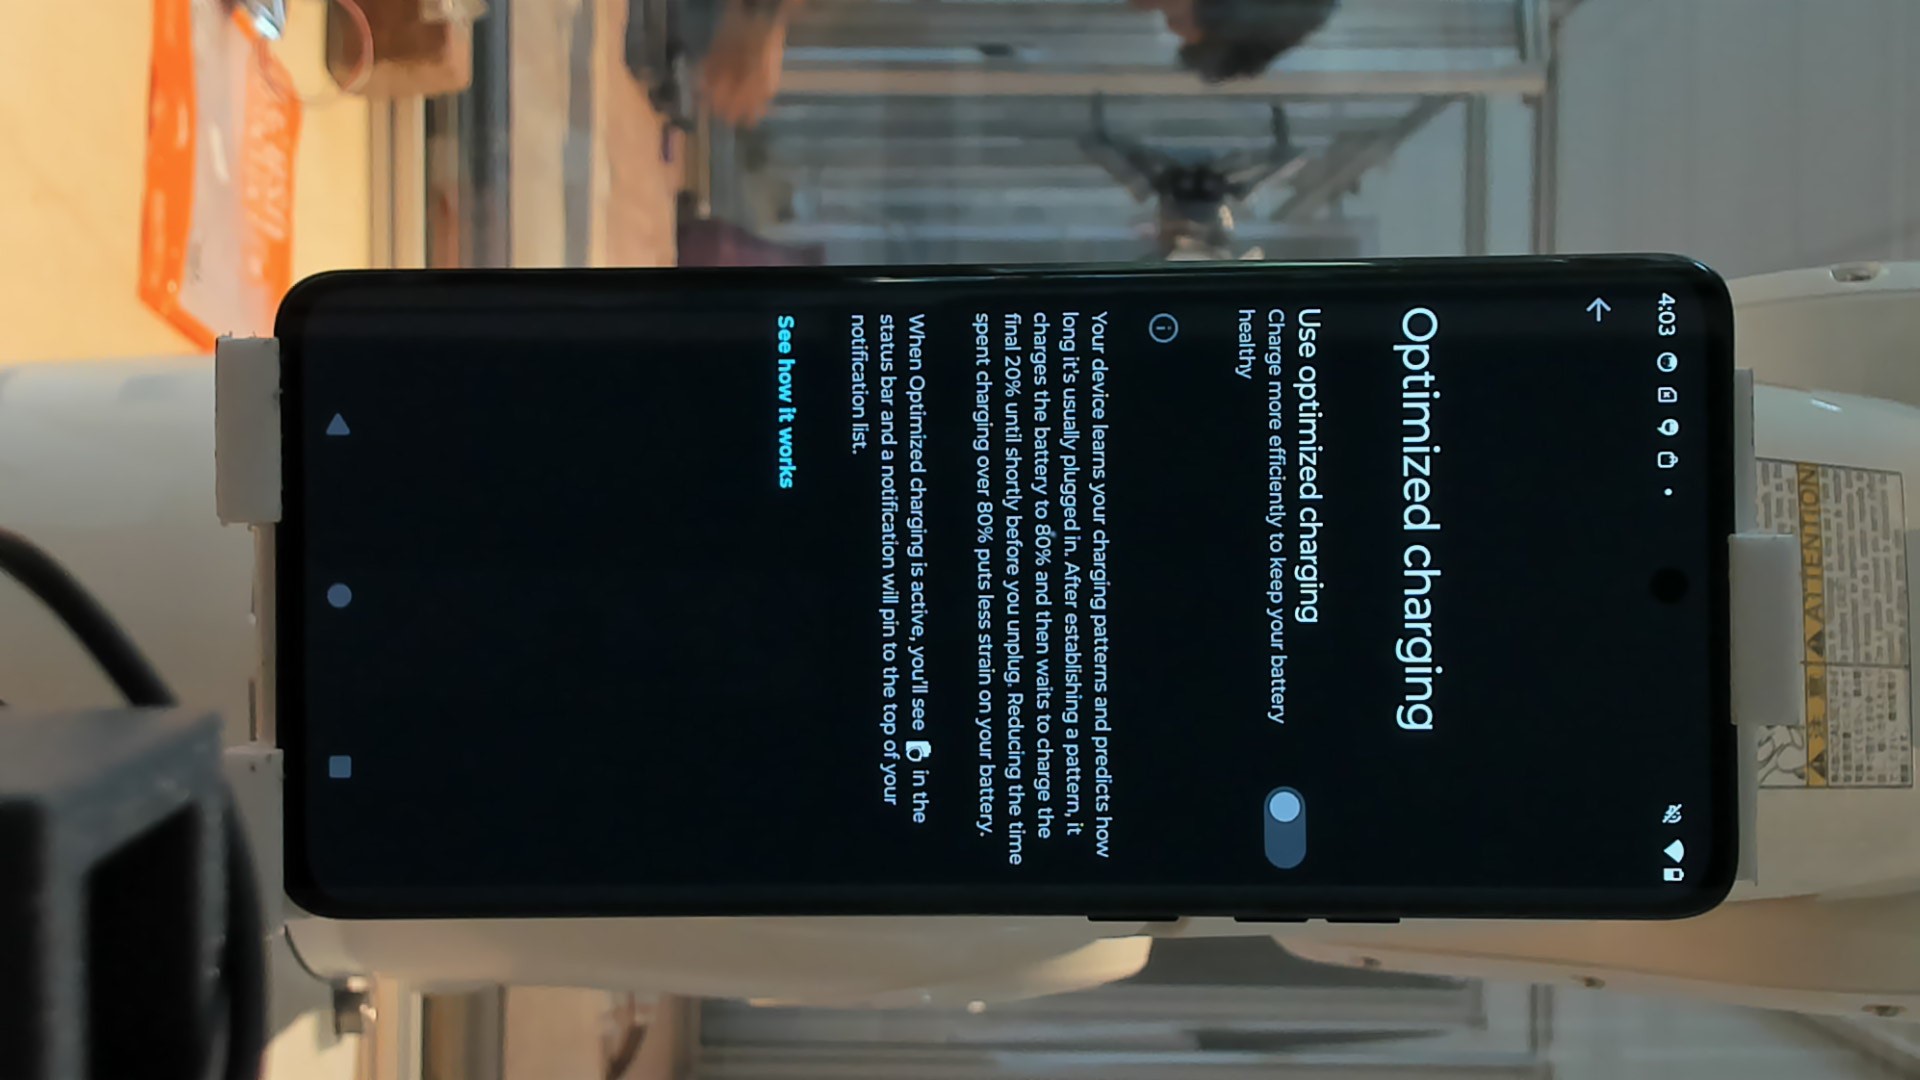 4:03
Optimized charging
Use optimized charging
Charge more efficiently to keep your battery
healthy
Your device learns your charging patterns and predicts how
long it's usually plugged in. After establishing a pattern, it
charges the battery to 80% and then waits to charge the
final 20% until shortly before you unplug. Reducing the time
spent charging over 80% puts less strain on your battery.
When Optimized charging is active, you'll see in the
status bar and a notification will pin to the top of your
notification list.
See how it works
ATTENTION